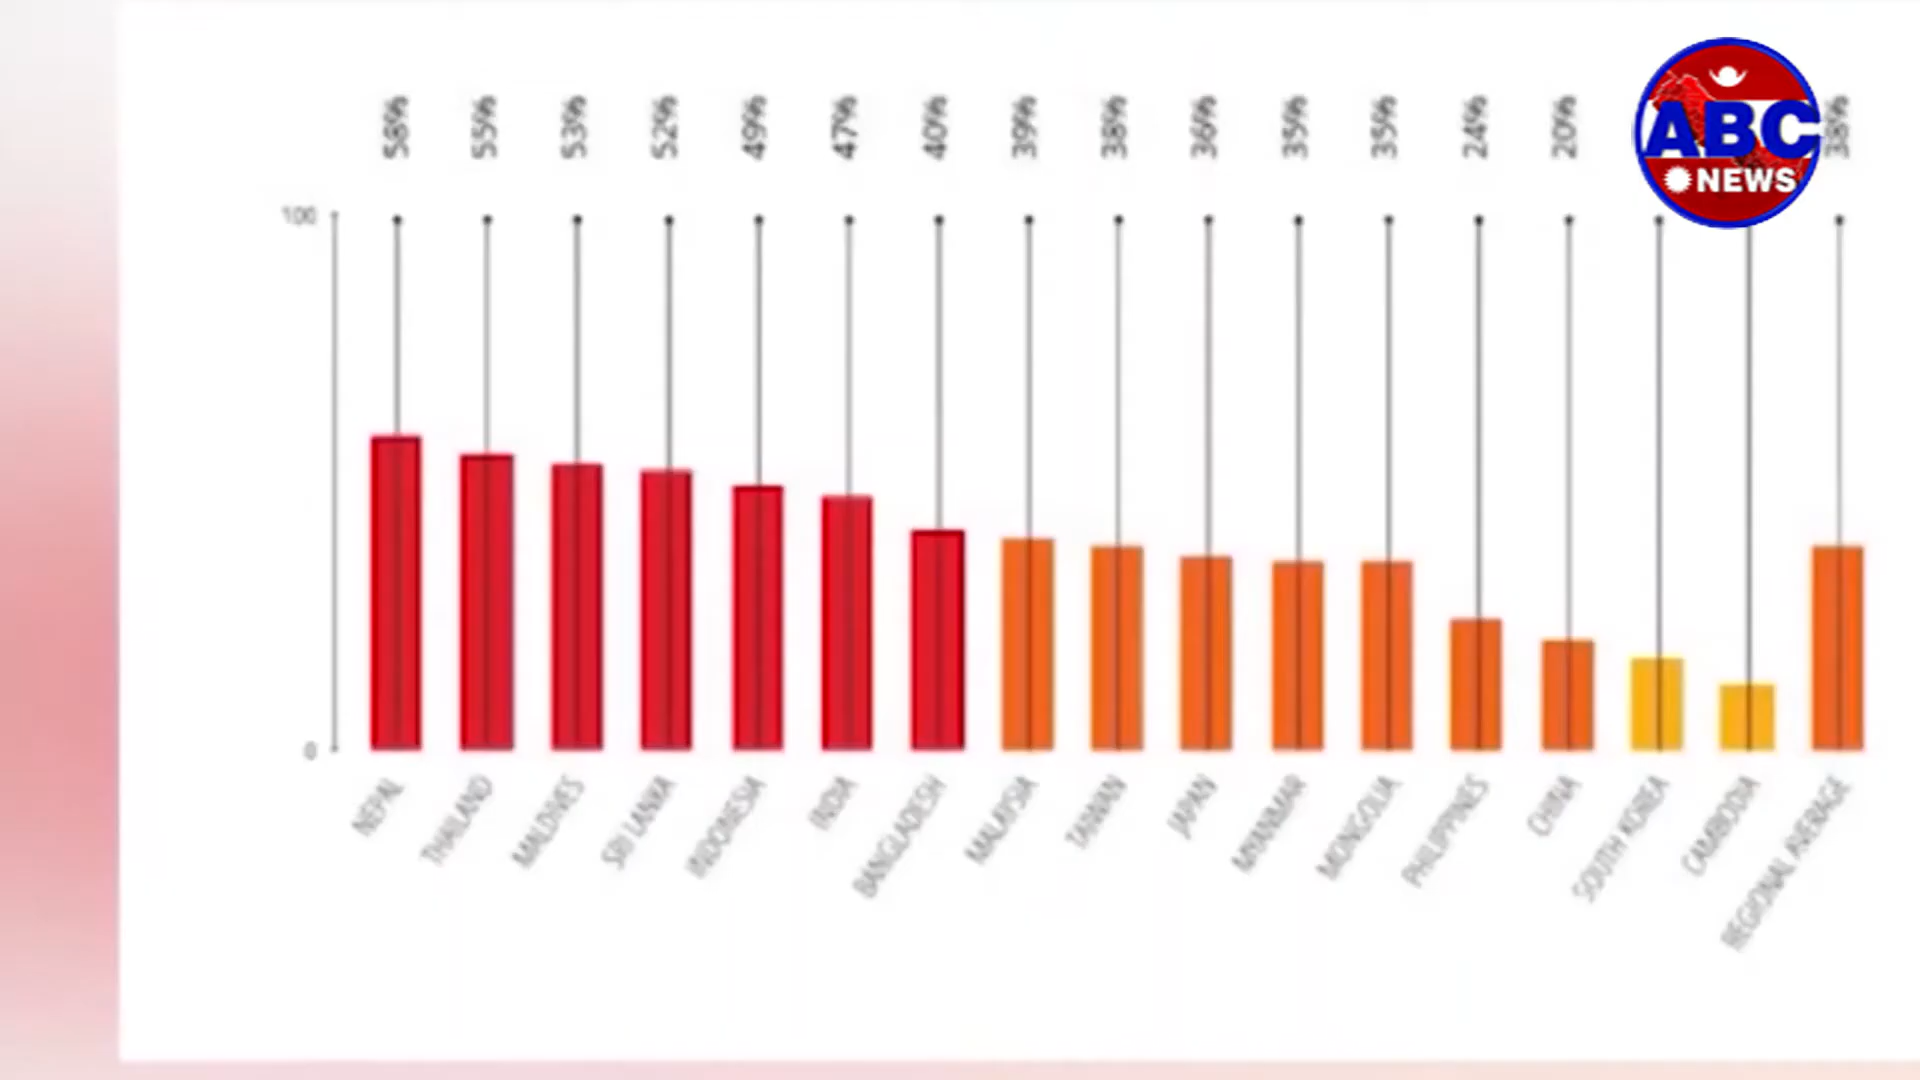 58%
55%
53%
52%
49%
47%
40%
39%
38%
36%
35%
35%
24%
20%
38%
ABC
NEWS
100
0
NEPAL
THAILAND
MALDIVES
SRI LANKA
INDONESIA
INDIA
BANGLADESH
MALAYSIA
TAIWAN
JAPAN
MYANMAR
MONGOLIA
PHILIPPINES
CHINA
SOUTH KOREA
CAMBODIA
REGIONAL AVERAGE